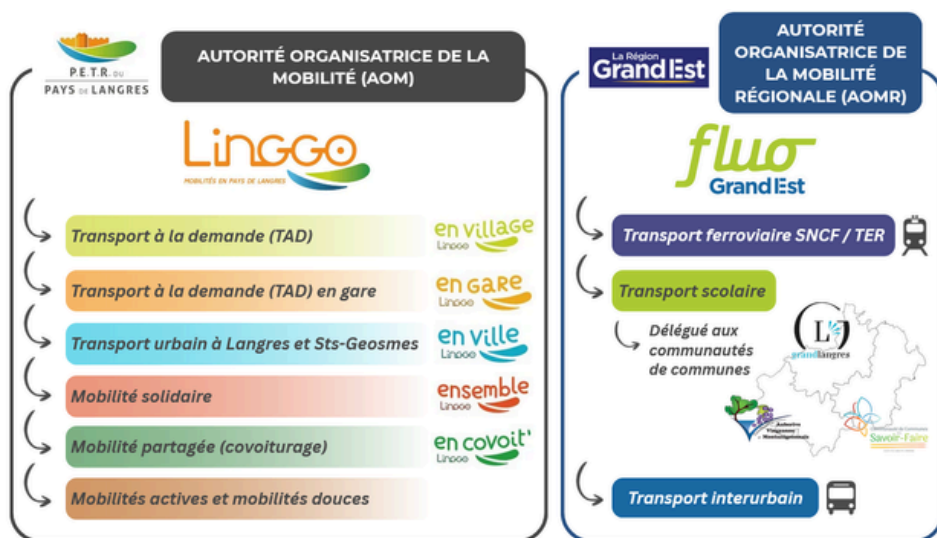 P.E.T.R. DU
PAYS DE LANGRES
AUTORITÉ ORGANISATRICE DE LA
MOBILITÉ (AOM)
Linggo
MOBILITÉS EN PAYS DE LANGRES
Transport à la demande (TAD)
en village
Linggo
Transport à la demande (TAD) en gare
en GARE
Linggo
Transport urbain à Langres et Sts-Geosmes
en ville
Linggo
Mobilité solidaire
ensemble
Linggo
Mobilité partagée (covoiturage)
en covoit'
Linggo
Mobilités actives et mobilités douces
La Région
Grand Est
AUTORITÉ
ORGANISATRICE DE
LA MOBILITÉ
RÉGIONALE (AOMR)
fluo
Grand Est
Transport ferroviaire SNCF / TER
Transport scolaire
Délégué aux
communautés
de communes
L
grandlangres
Auberive
Vingeanne
Montsaugeonnais
Savoir-Faire
Transport interurbain